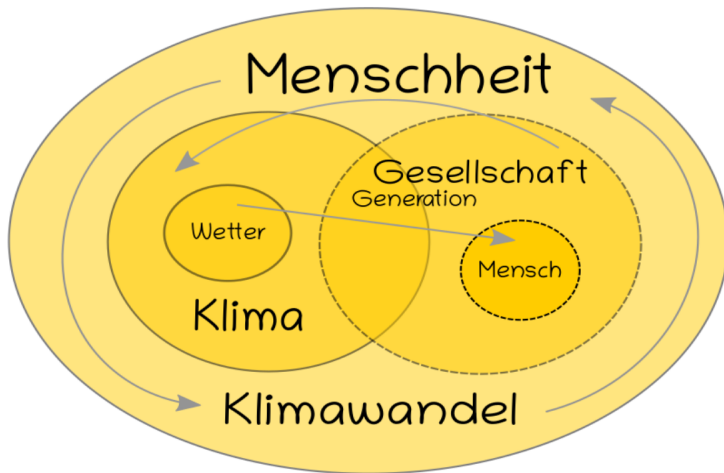 Menschheit
Gesellschaft
Generation
Wetter
Mensch
Klima
Klimawandel